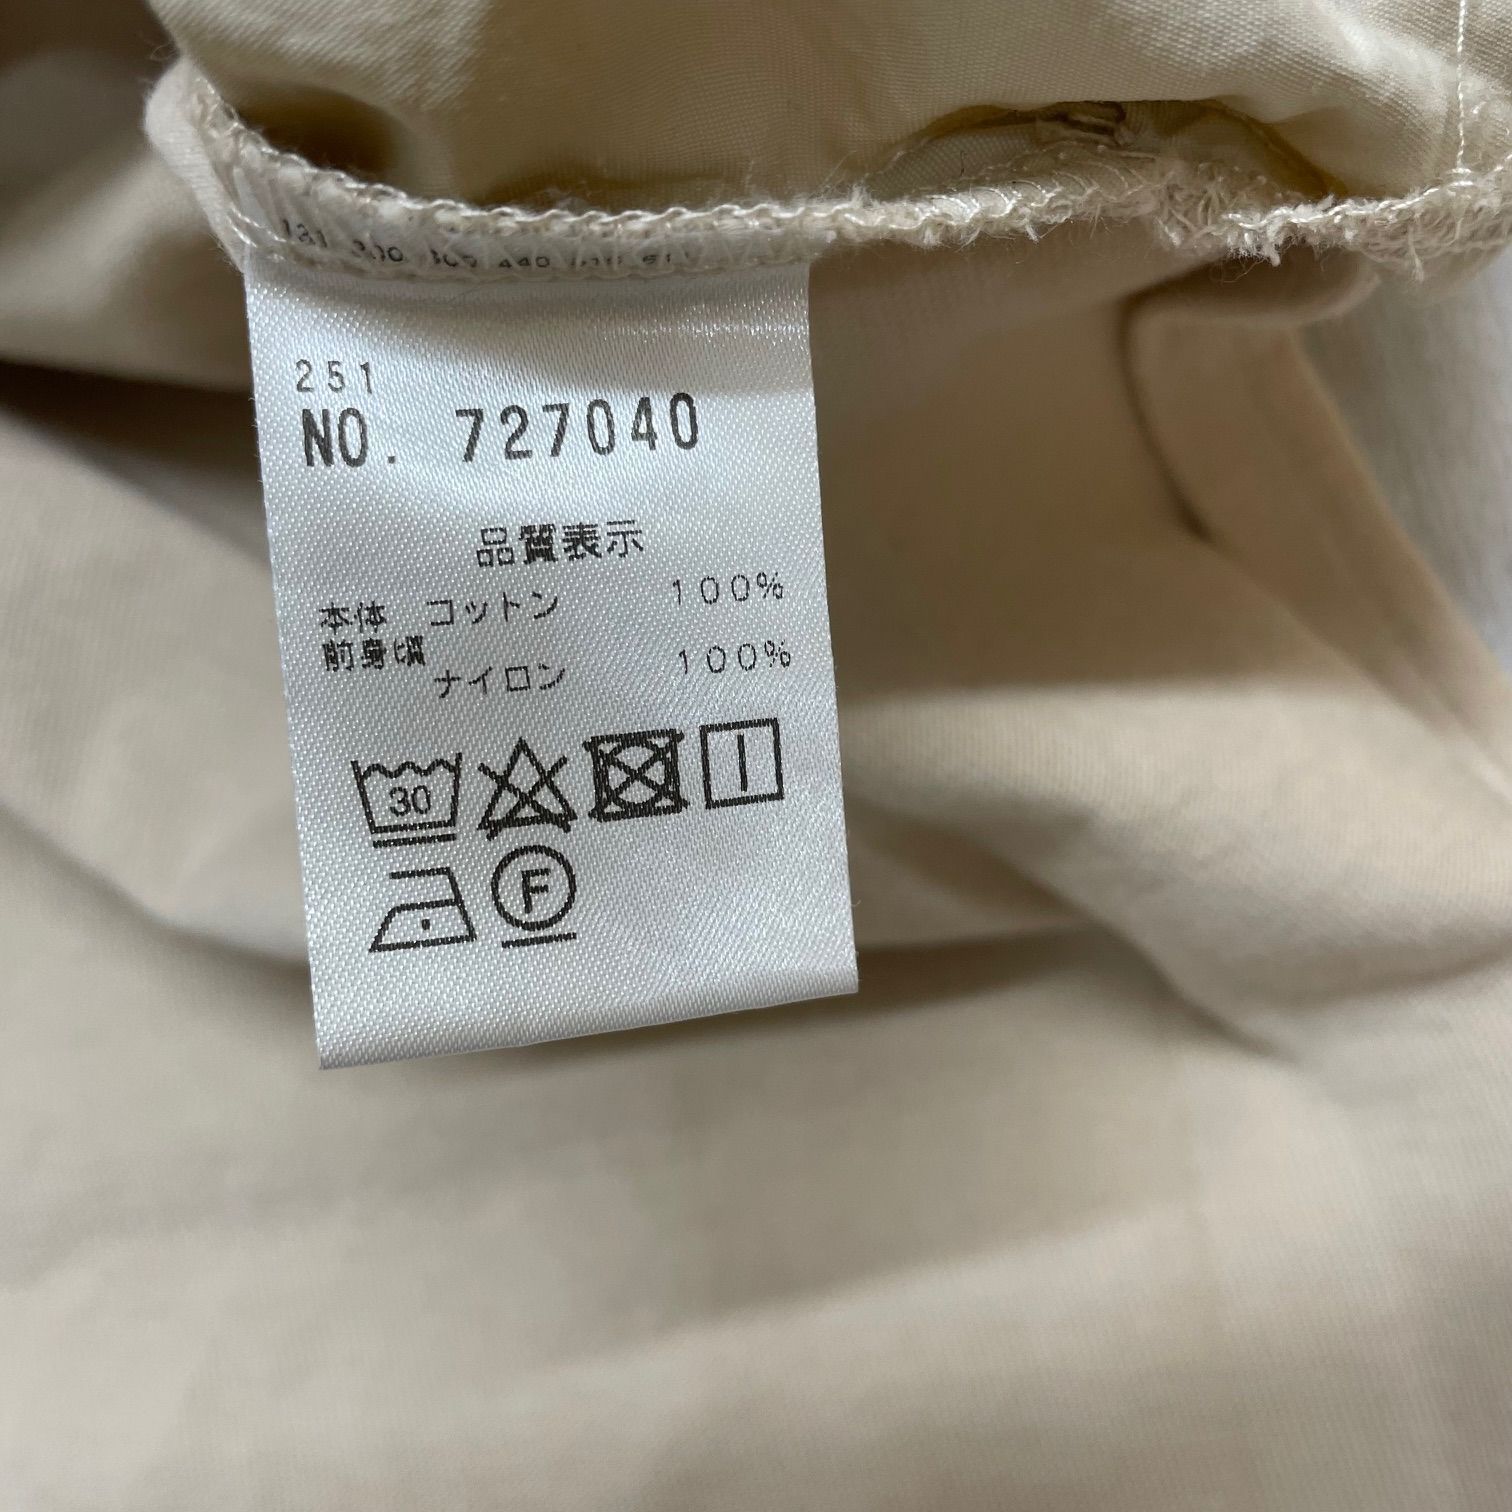 251
NO. 727040
品質表示
本体 コットン 100%
前身頃
ナイロン 100%
30
F